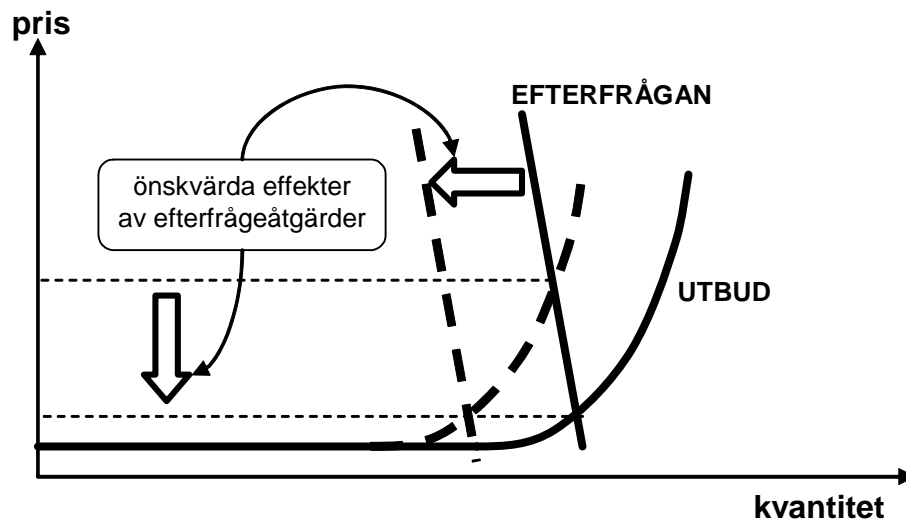 pris
EFTERFRÅGAN
önskvärda effekter
av efterfrågeåtgärder
UTBUD
kvantitet